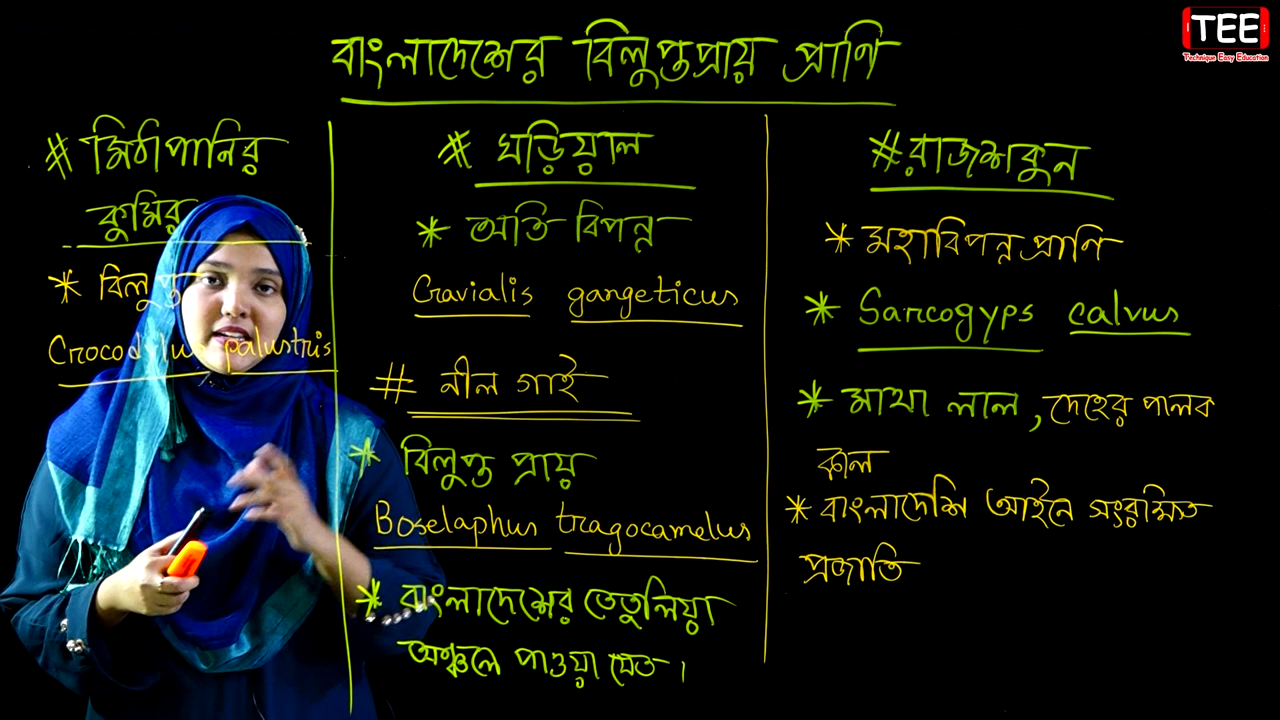 বাংলাদেশের বিলুপ্তপ্রায় প্রাণি
TEE
Technique Easy Education
# মিঠাপানির
কুমির
* বিলুপ্ত
Crocodylus palustris
# ঘড়িয়াল
* অতি বিপন্ন
Gavialis gangeticus
# নীল গাই
* বিলুপ্ত প্রায়
Boselaphus tragocamelus
* বাংলাদেশের তেতুলিয়া
অঞ্চলে পাওয়া যেত।
# রাজশকুন
* মহাবিপন্ন প্রাণি
* Sarcogyps calvus
* মাথা লাল, দেহের পালক
কাল
* বাংলাদেশি আইনে সংরক্ষিত
প্রজাতি